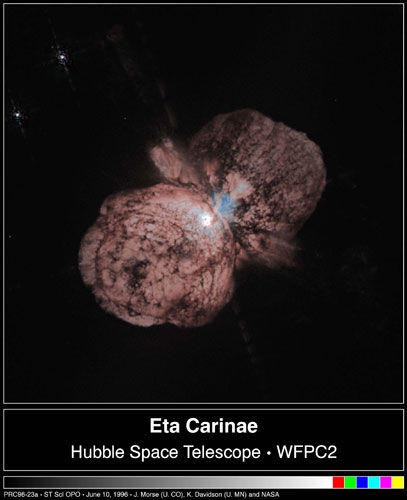 Eta Carinae
Hubble Space Telescope • WFPC2
PRC96-23a • ST ScI OPO • June 10, 1996 • J. Morse (U. CO), K. Davidson (U. MN) and NASA